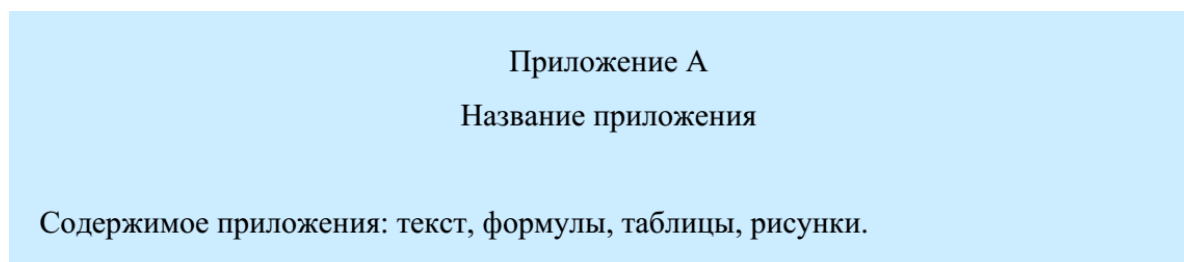 Приложение А
Название приложения
Содержимое приложения: текст, формулы, таблицы, рисунки.